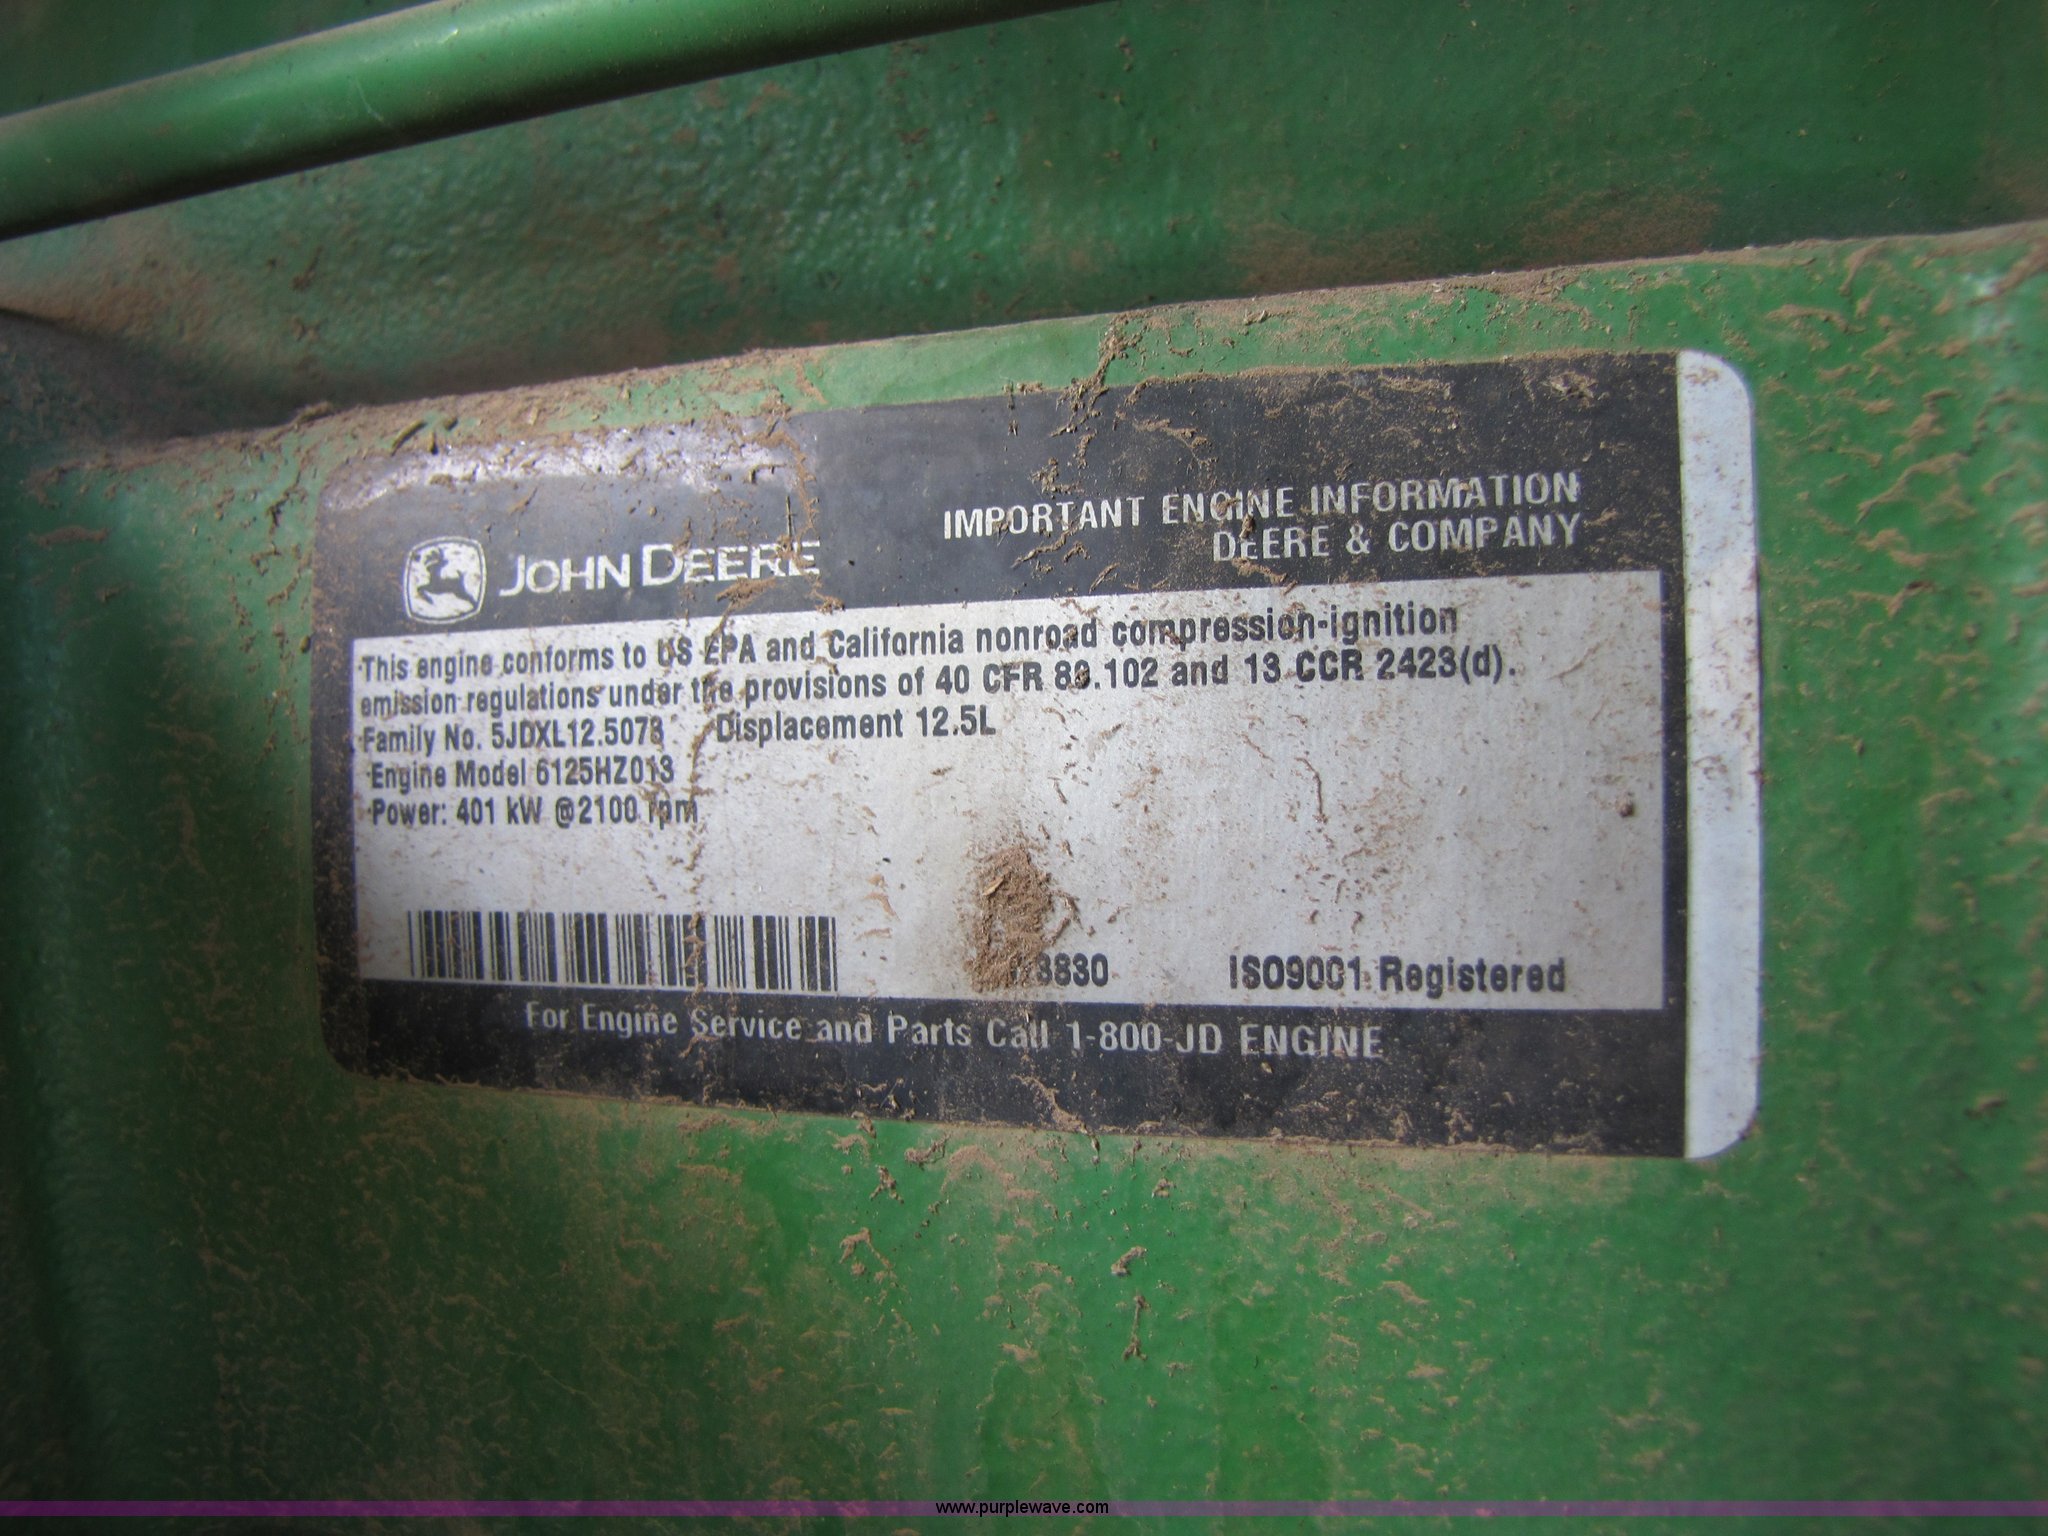 JOHN DEERE
IMPORTANT ENGINE INFORMATION
DEERE & COMPANY
This engine conforms to US EPA and California nonroad compression-ignition
emission regulations under the provisions of 40 CFR 89.102 and 13 CCR 2423(d).
Family No. 5JDXL12.5073 Displacement 12.5L
Engine Model 6125HZ013
Power: 401 kW @2100 rpm
ISO9001 Registered
For Engine Service and Parts Call 1-800-JD ENGINE
www.purplewave.com